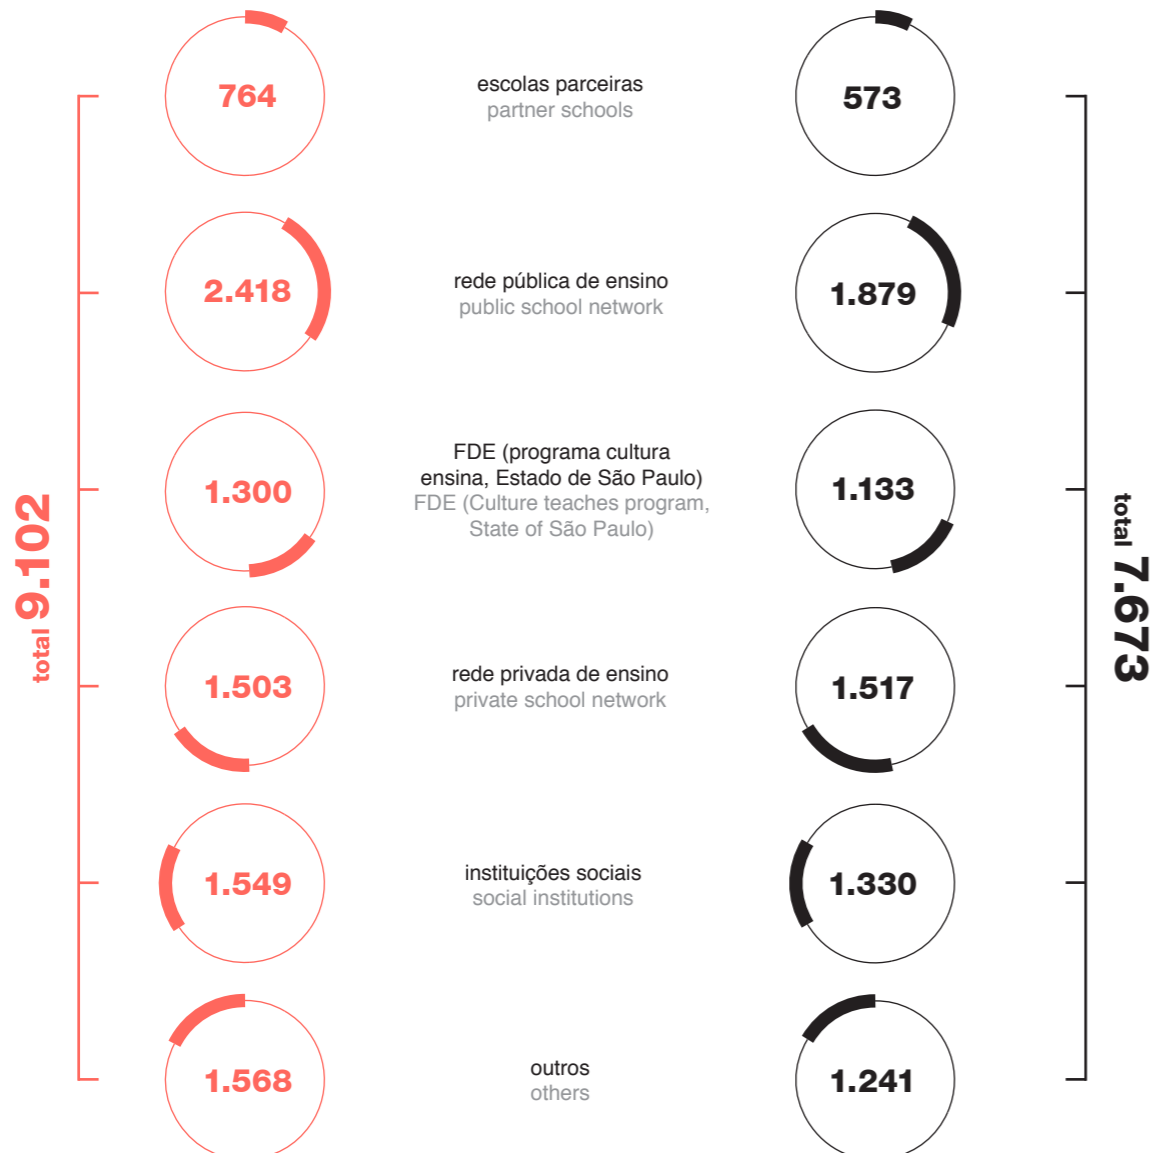 764
escolas parceiras
partner schools
573
2.418
rede pública de ensino
public school network
1.879
1.300
FDE (programa cultura
ensina, Estado de São Paulo)
FDE (Culture teaches program,
State of São Paulo)
1.133
total 9.102
total 7.673
1.503
rede privada de ensino
private school network
1.517
1.549
instituições sociais
social institutions
1.330
1.568
outros
others
1.241